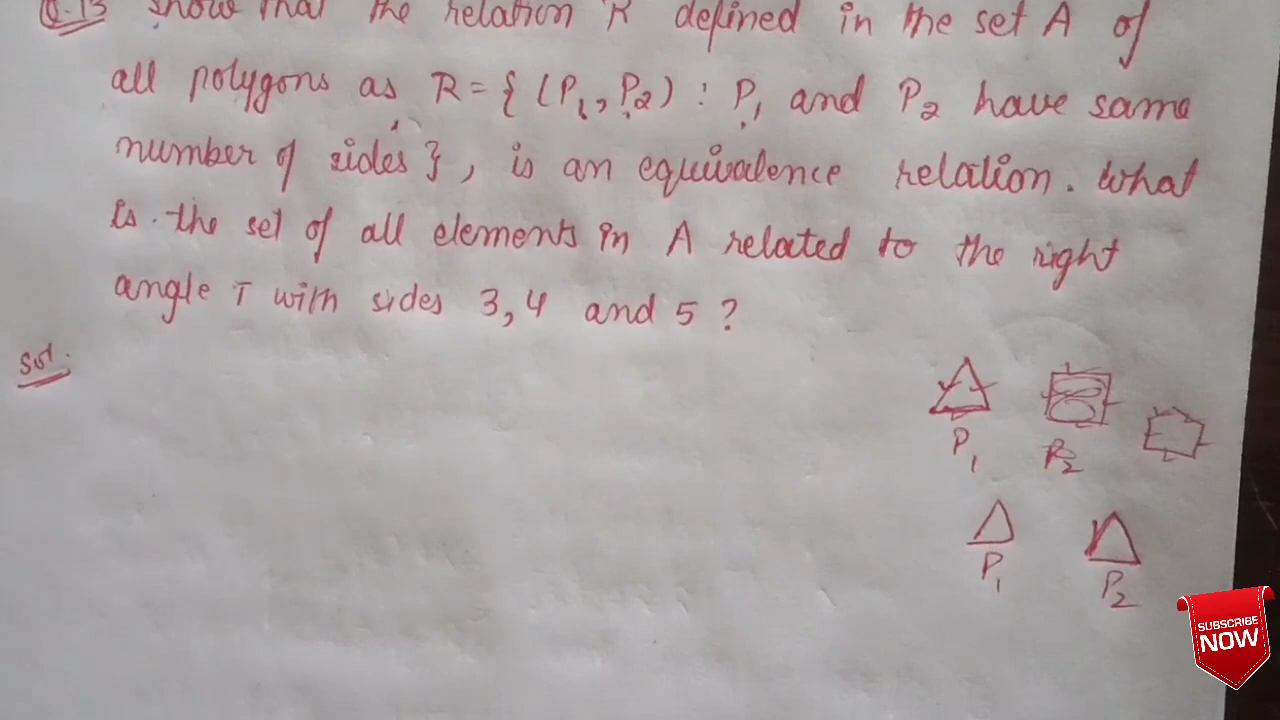 Q.13 Show that the relation R defined in the set A of
all polygons as R = { (P₁, P₂) : P₁ and P₂ have same
number of sides }, is an equivalence relation. What
is the set of all elements in A related to the right
angle T with sides 3, 4 and 5 ?
Sol.
P₁ P₂
P₁ P₂
SUBSCRIBE
NOW